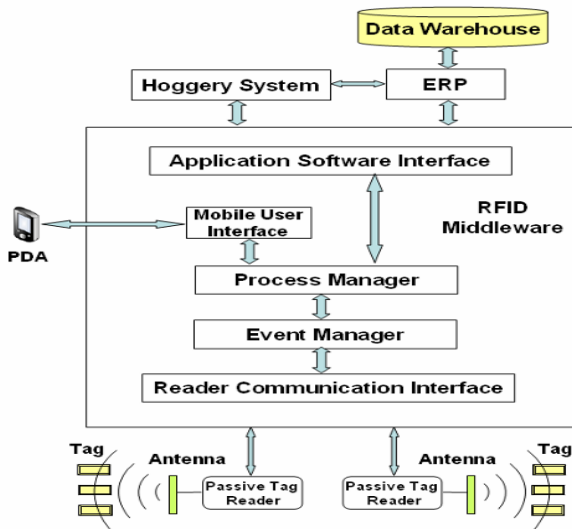 Data Warehouse
Hoggery System
ERP
Application Software Interface
Mobile User
Interface
RFID
Middleware
PDA
Process Manager
Event Manager
Reader Communication Interface
Tag
Antenna
Passive Tag
Reader
Passive Tag
Reader
Antenna
Tag